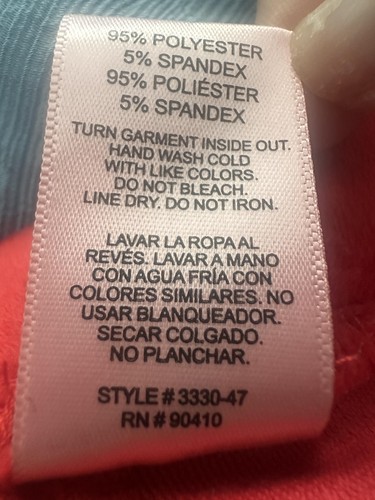 95% POLYESTER
5% SPANDEX
95% POLIÉSTER
5% SPANDEX
TURN GARMENT INSIDE OUT.
HAND WASH COLD
WITH LIKE COLORS.
DO NOT BLEACH.
LINE DRY. DO NOT IRON.
LAVAR LA ROPA AL
REVÉS. LAVAR A MANO
CON AGUA FRÍA CON
COLORES SIMILARES. NO
USAR BLANQUEADOR.
SECAR COLGADO.
NO PLANCHAR.
STYLE # 3330-47
RN # 90410